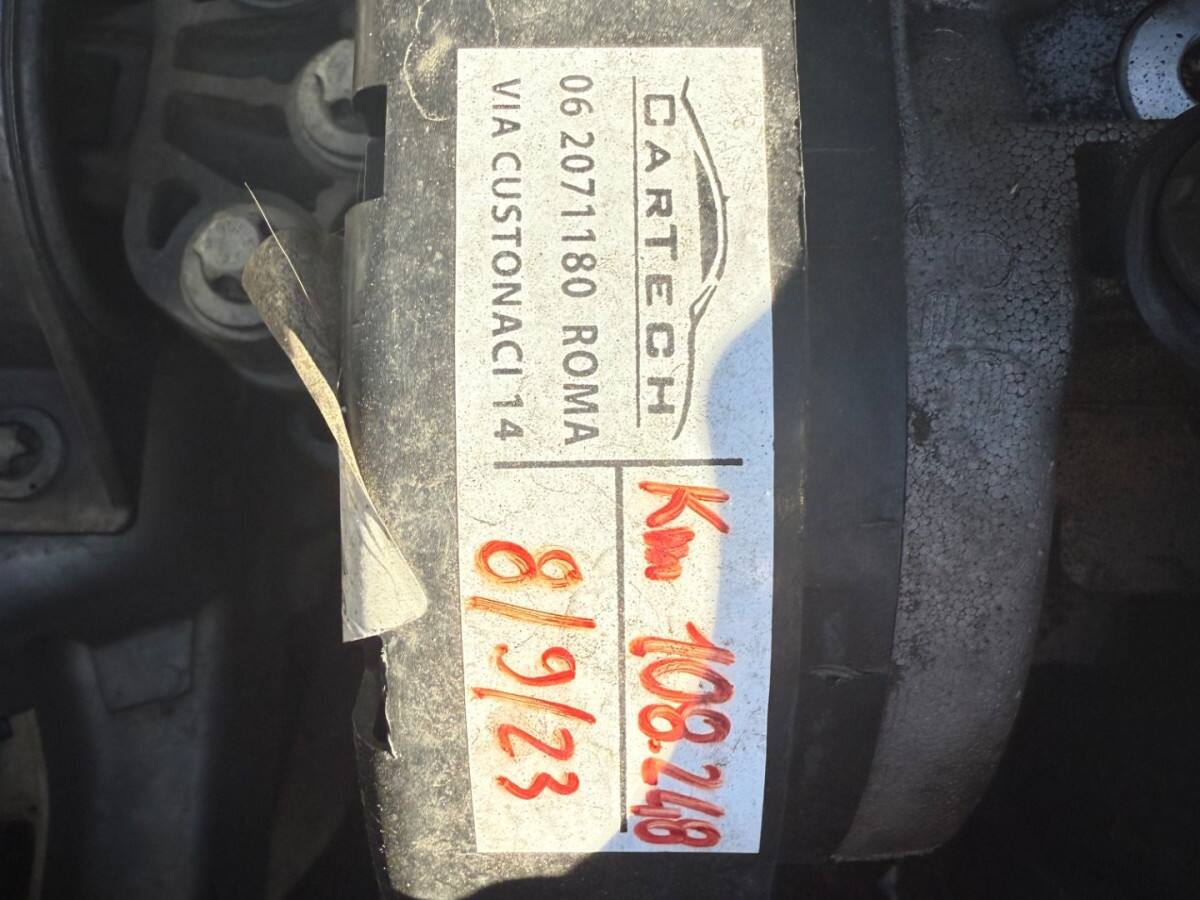 CARTECH
06 2071180 ROMA
VIA CUSTONACI 14
Km 108.248
8/9/23